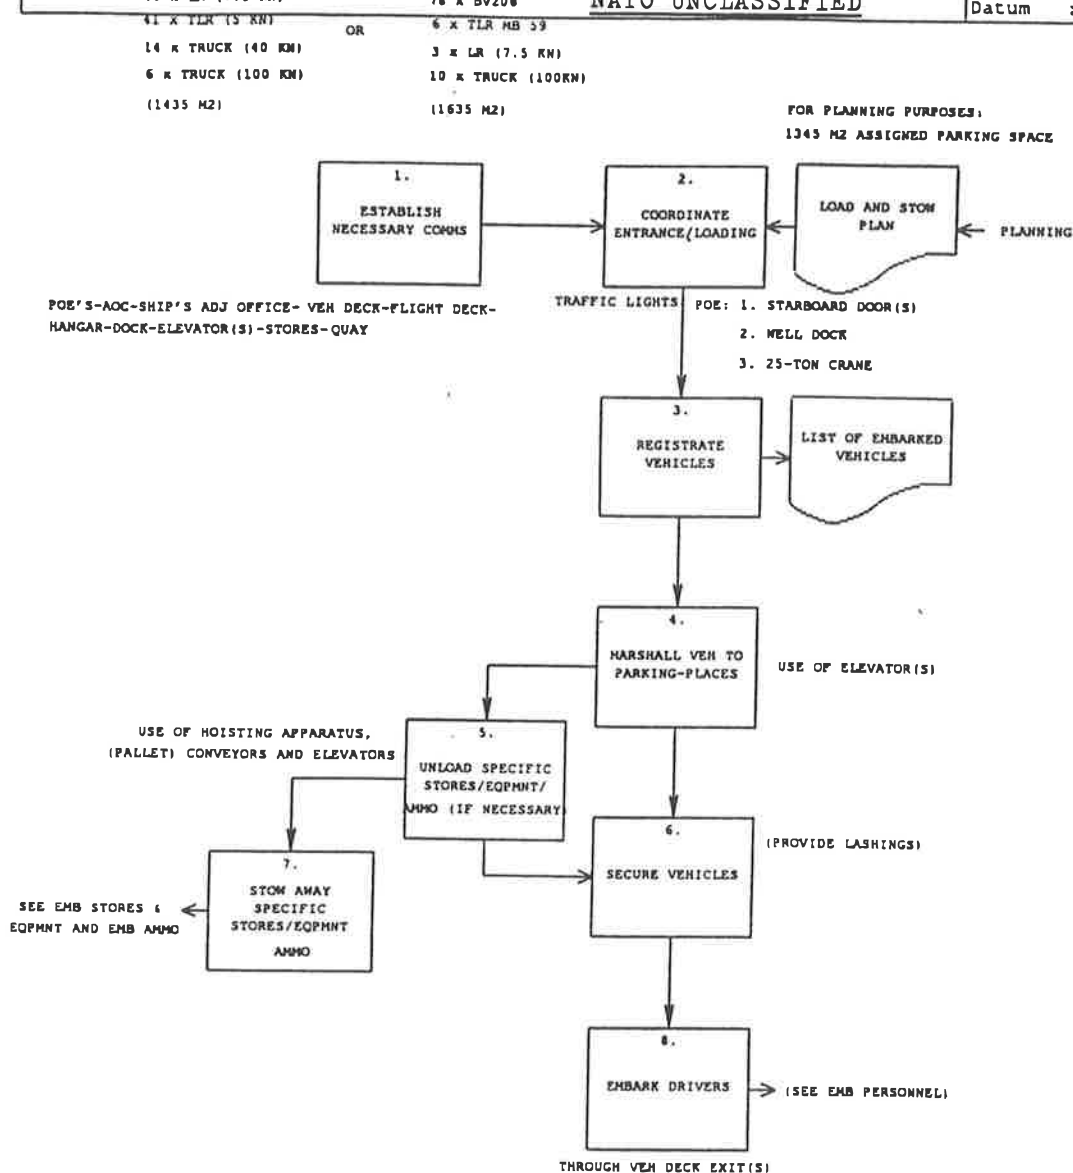 NATO UNCLASSIFIED
Datum :
41 x TLR (5 KN)
14 x TRUCK (40 KN)
6 x TRUCK (100 KN)
(1435 M2)
OR
78 x BV206
6 x TLR MB 59
3 x LR (7.5 KN)
10 x TRUCK (100KN)
(1635 M2)
FOR PLANNING PURPOSES:
1345 M2 ASSIGNED PARKING SPACE
1.
ESTABLISH
NECESSARY COMMS
2.
COORDINATE
ENTRANCE/LOADING
LOAD AND STOW
PLAN
PLANNING
POE'S-AOC-SHIP'S ADJ OFFICE- VEH DECK-FLIGHT DECK-
HANGAR-DOCK-ELEVATOR(S)-STORES-QUAY
TRAFFIC LIGHTS
POE: 1. STARBOARD DOOR(S)
2. WELL DOCK
3. 25-TON CRANE
3.
REGISTRATE
VEHICLES
LIST OF EMBARKED
VEHICLES
4.
MARSHALL VEH TO
PARKING-PLACES
USE OF ELEVATOR(S)
USE OF HOISTING APPARATUS,
(PALLET) CONVEYORS AND ELEVATORS
5.
UNLOAD SPECIFIC
STORES/EQPMNT/
AMMO (IF NECESSARY)
6.
SECURE VEHICLES
(PROVIDE LASHINGS)
7.
STOW AWAY
SPECIFIC
STORES/EQPMNT
AMMO
SEE EMB STORES &
EQPMNT AND EMB AMMO
8.
EMBARK DRIVERS
(SEE EMB PERSONNEL)
THROUGH VEH DECK EXIT(S)